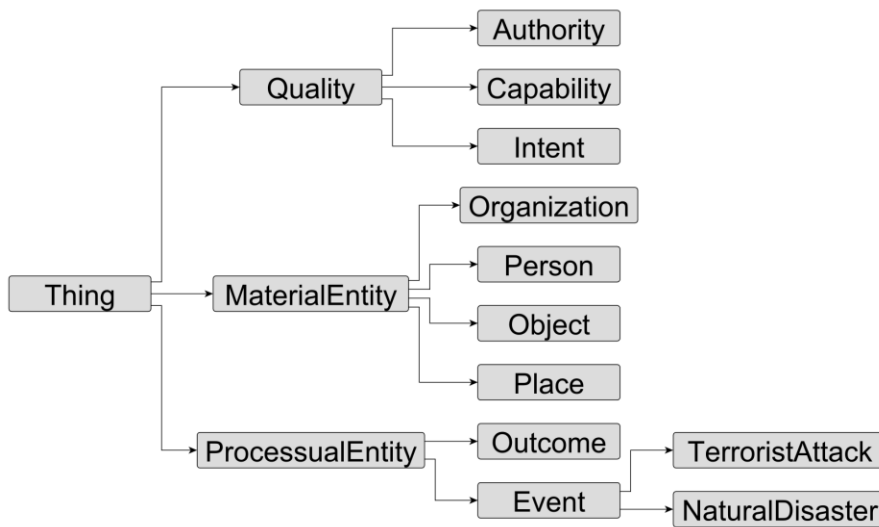 Authority
Quality
Capability
Intent
Organization
Person
Thing
MaterialEntity
Object
Place
ProcessualEntity
Outcome
TerroristAttack
Event
NaturalDisaster